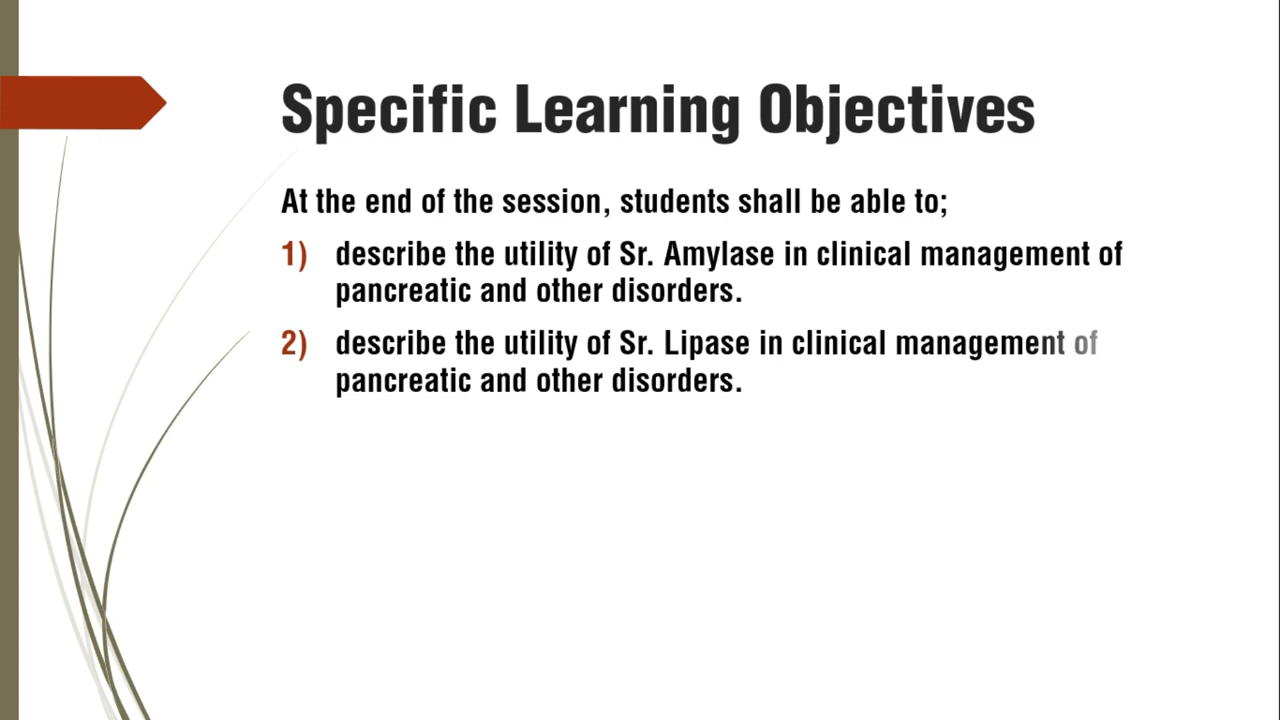 Specific Learning Objectives
At the end of the session, students shall be able to;
1) describe the utility of Sr. Amylase in clinical management of
pancreatic and other disorders.
2) describe the utility of Sr. Lipase in clinical management of
pancreatic and other disorders.